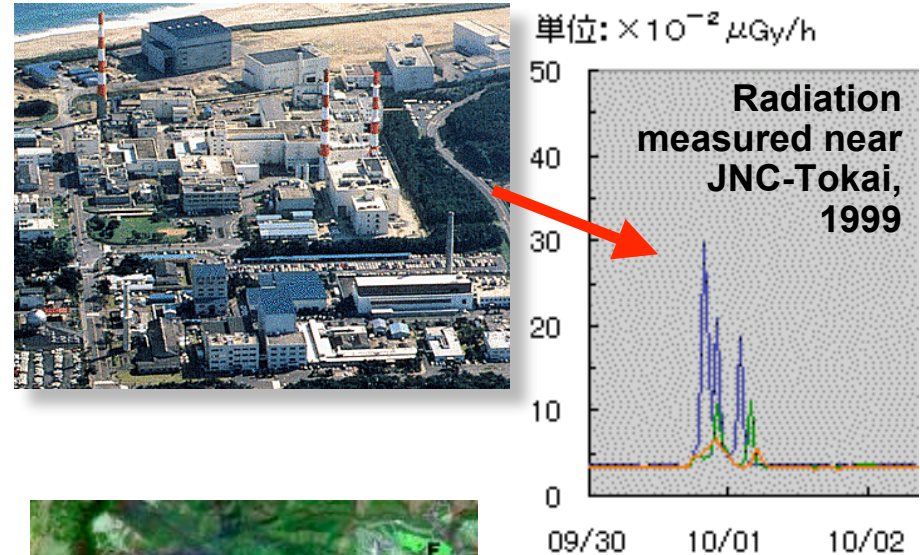 単位:×10⁻² μGy/h
50
Radiation
measured near
JNC-Tokai,
1999
40
30
20
10
0
09/30 10/01 10/02
F